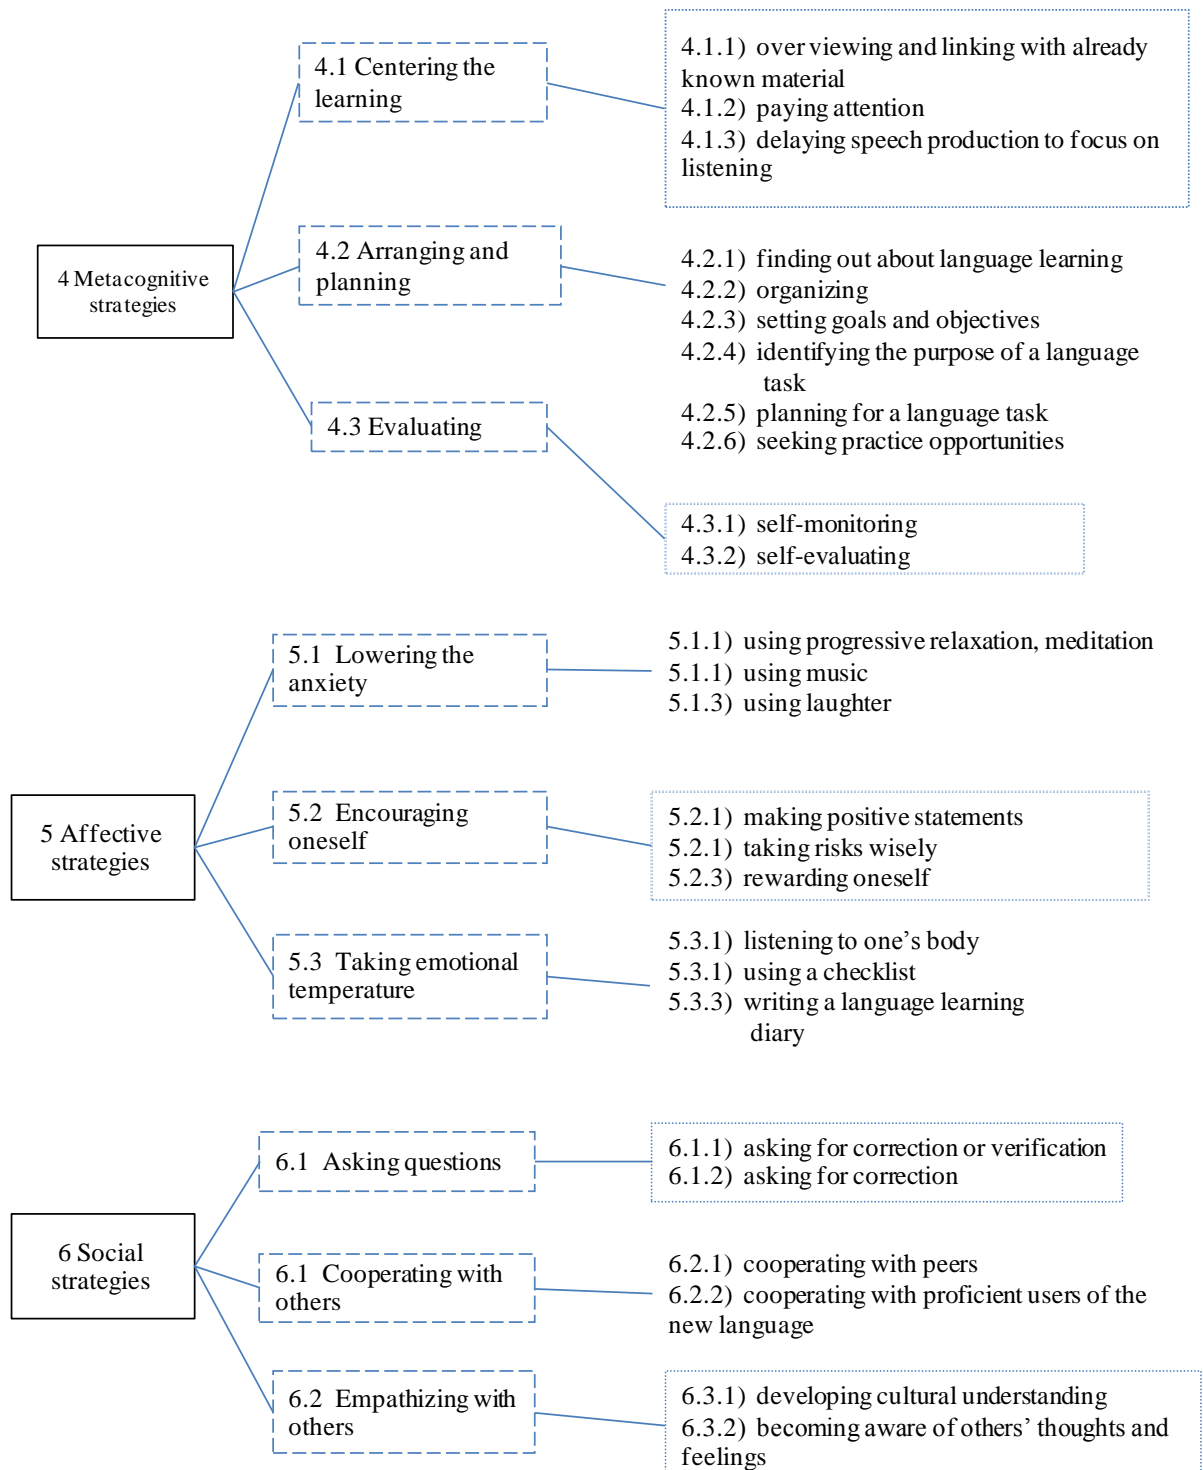 4 Metacognitive
strategies
4.1 Centering the
learning
4.1.1) over viewing and linking with already
known material
4.1.2) paying attention
4.1.3) delaying speech production to focus on
listening
4.2 Arranging and
planning
4.2.1) finding out about language learning
4.2.2) organizing
4.2.3) setting goals and objectives
4.2.4) identifying the purpose of a language
task
4.2.5) planning for a language task
4.2.6) seeking practice opportunities
4.3 Evaluating
4.3.1) self-monitoring
4.3.2) self-evaluating
5 Affective
strategies
5.1 Lowering the
anxiety
5.1.1) using progressive relaxation, meditation
5.1.1) using music
5.1.3) using laughter
5.2 Encouraging
oneself
5.2.1) making positive statements
5.2.1) taking risks wisely
5.2.3) rewarding oneself
5.3 Taking emotional
temperature
5.3.1) listening to one’s body
5.3.1) using a checklist
5.3.3) writing a language learning
diary
6 Social
strategies
6.1 Asking questions
6.1.1) asking for correction or verification
6.1.2) asking for correction
6.1 Cooperating with
others
6.2.1) cooperating with peers
6.2.2) cooperating with proficient users of the
new language
6.2 Empathizing with
others
6.3.1) developing cultural understanding
6.3.2) becoming aware of others’ thoughts and
feelings